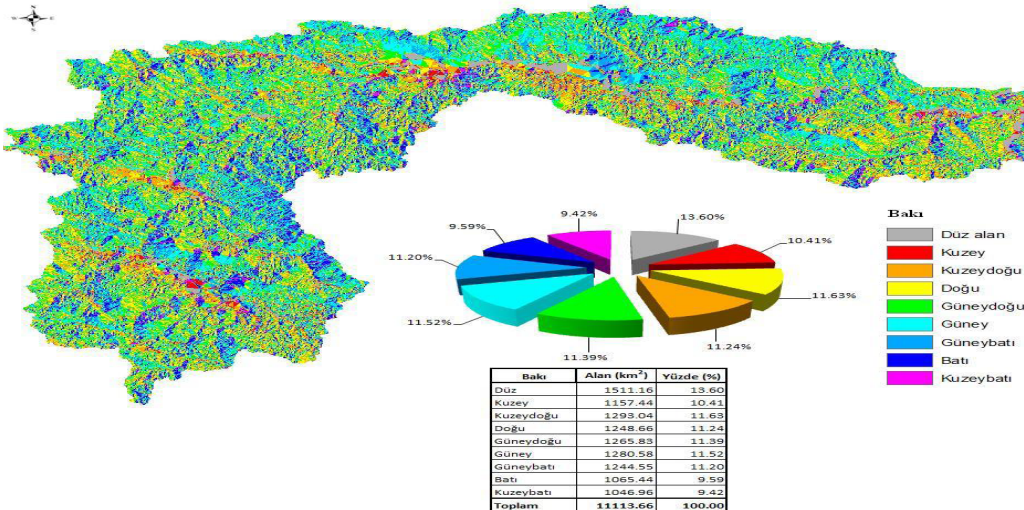 N
W E
S
9.42%
13.60%
9.59%
10.41%
11.20%
11.63%
11.52%
11.24%
11.39%
Bakı
Düz alan
Kuzey
Kuzeydoğu
Doğu
Güneydoğu
Güney
Güneybatı
Batı
Kuzeybatı
Bakı Alan (km²) Yüzde (%)
Düz 1511.16 13.60
Kuzey 1157.44 10.41
Kuzeydoğu 1293.04 11.63
Doğu 1248.66 11.24
Güneydoğu 1265.83 11.39
Güney 1280.58 11.52
Güneybatı 1244.55 11.20
Batı 1065.44 9.59
Kuzeybatı 1046.96 9.42
Toplam 11113.66 100.00